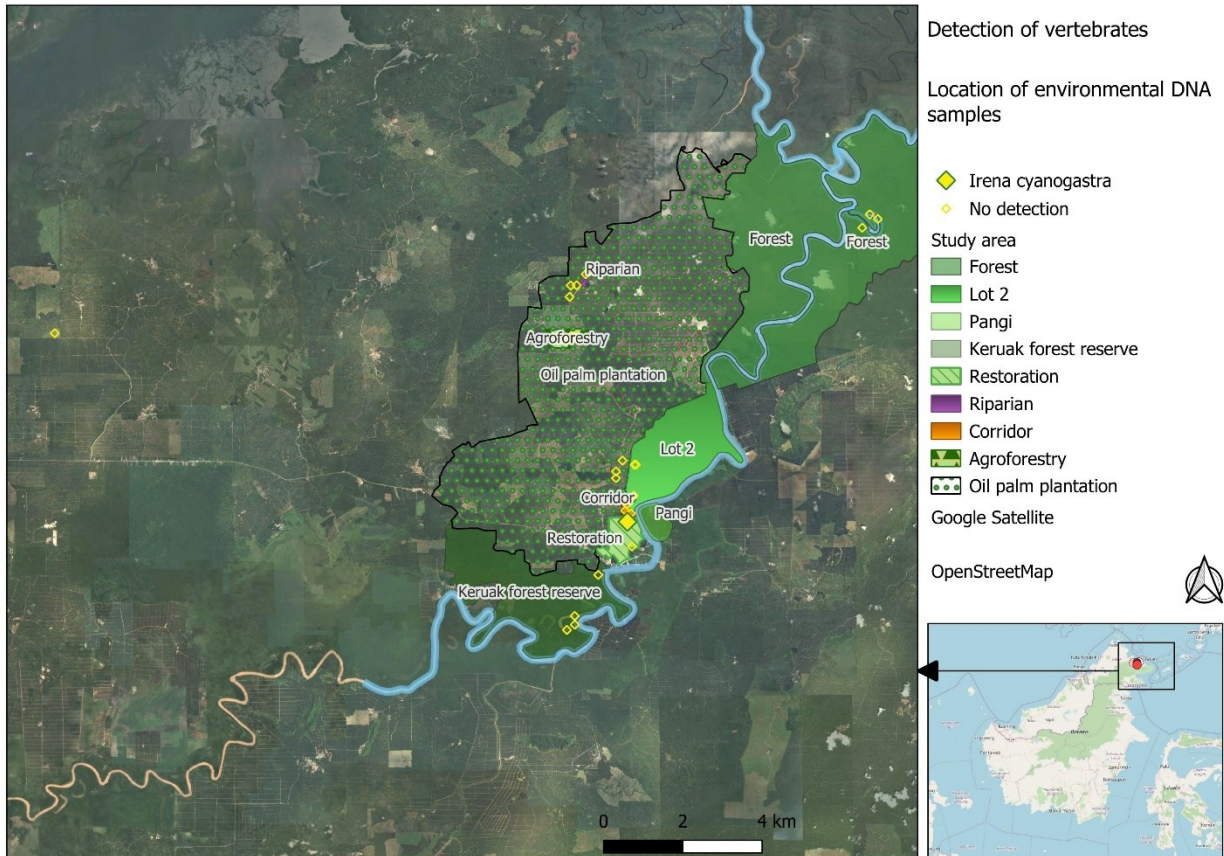 Detection of vertebrates
Location of environmental DNA
samples
Irena cyanogastra
No detection
Study area
Forest
Lot 2
Pangi
Keruak forest reserve
Restoration
Riparian
Corridor
Agroforestry
Oil palm plantation
Google Satellite
OpenStreetMap
Forest
Forest
Riparian
Agroforestry
Oil palm plantation
Lot 2
Corridor
Pangi
Restoration
Keruak forest reserve
0 2 4 km